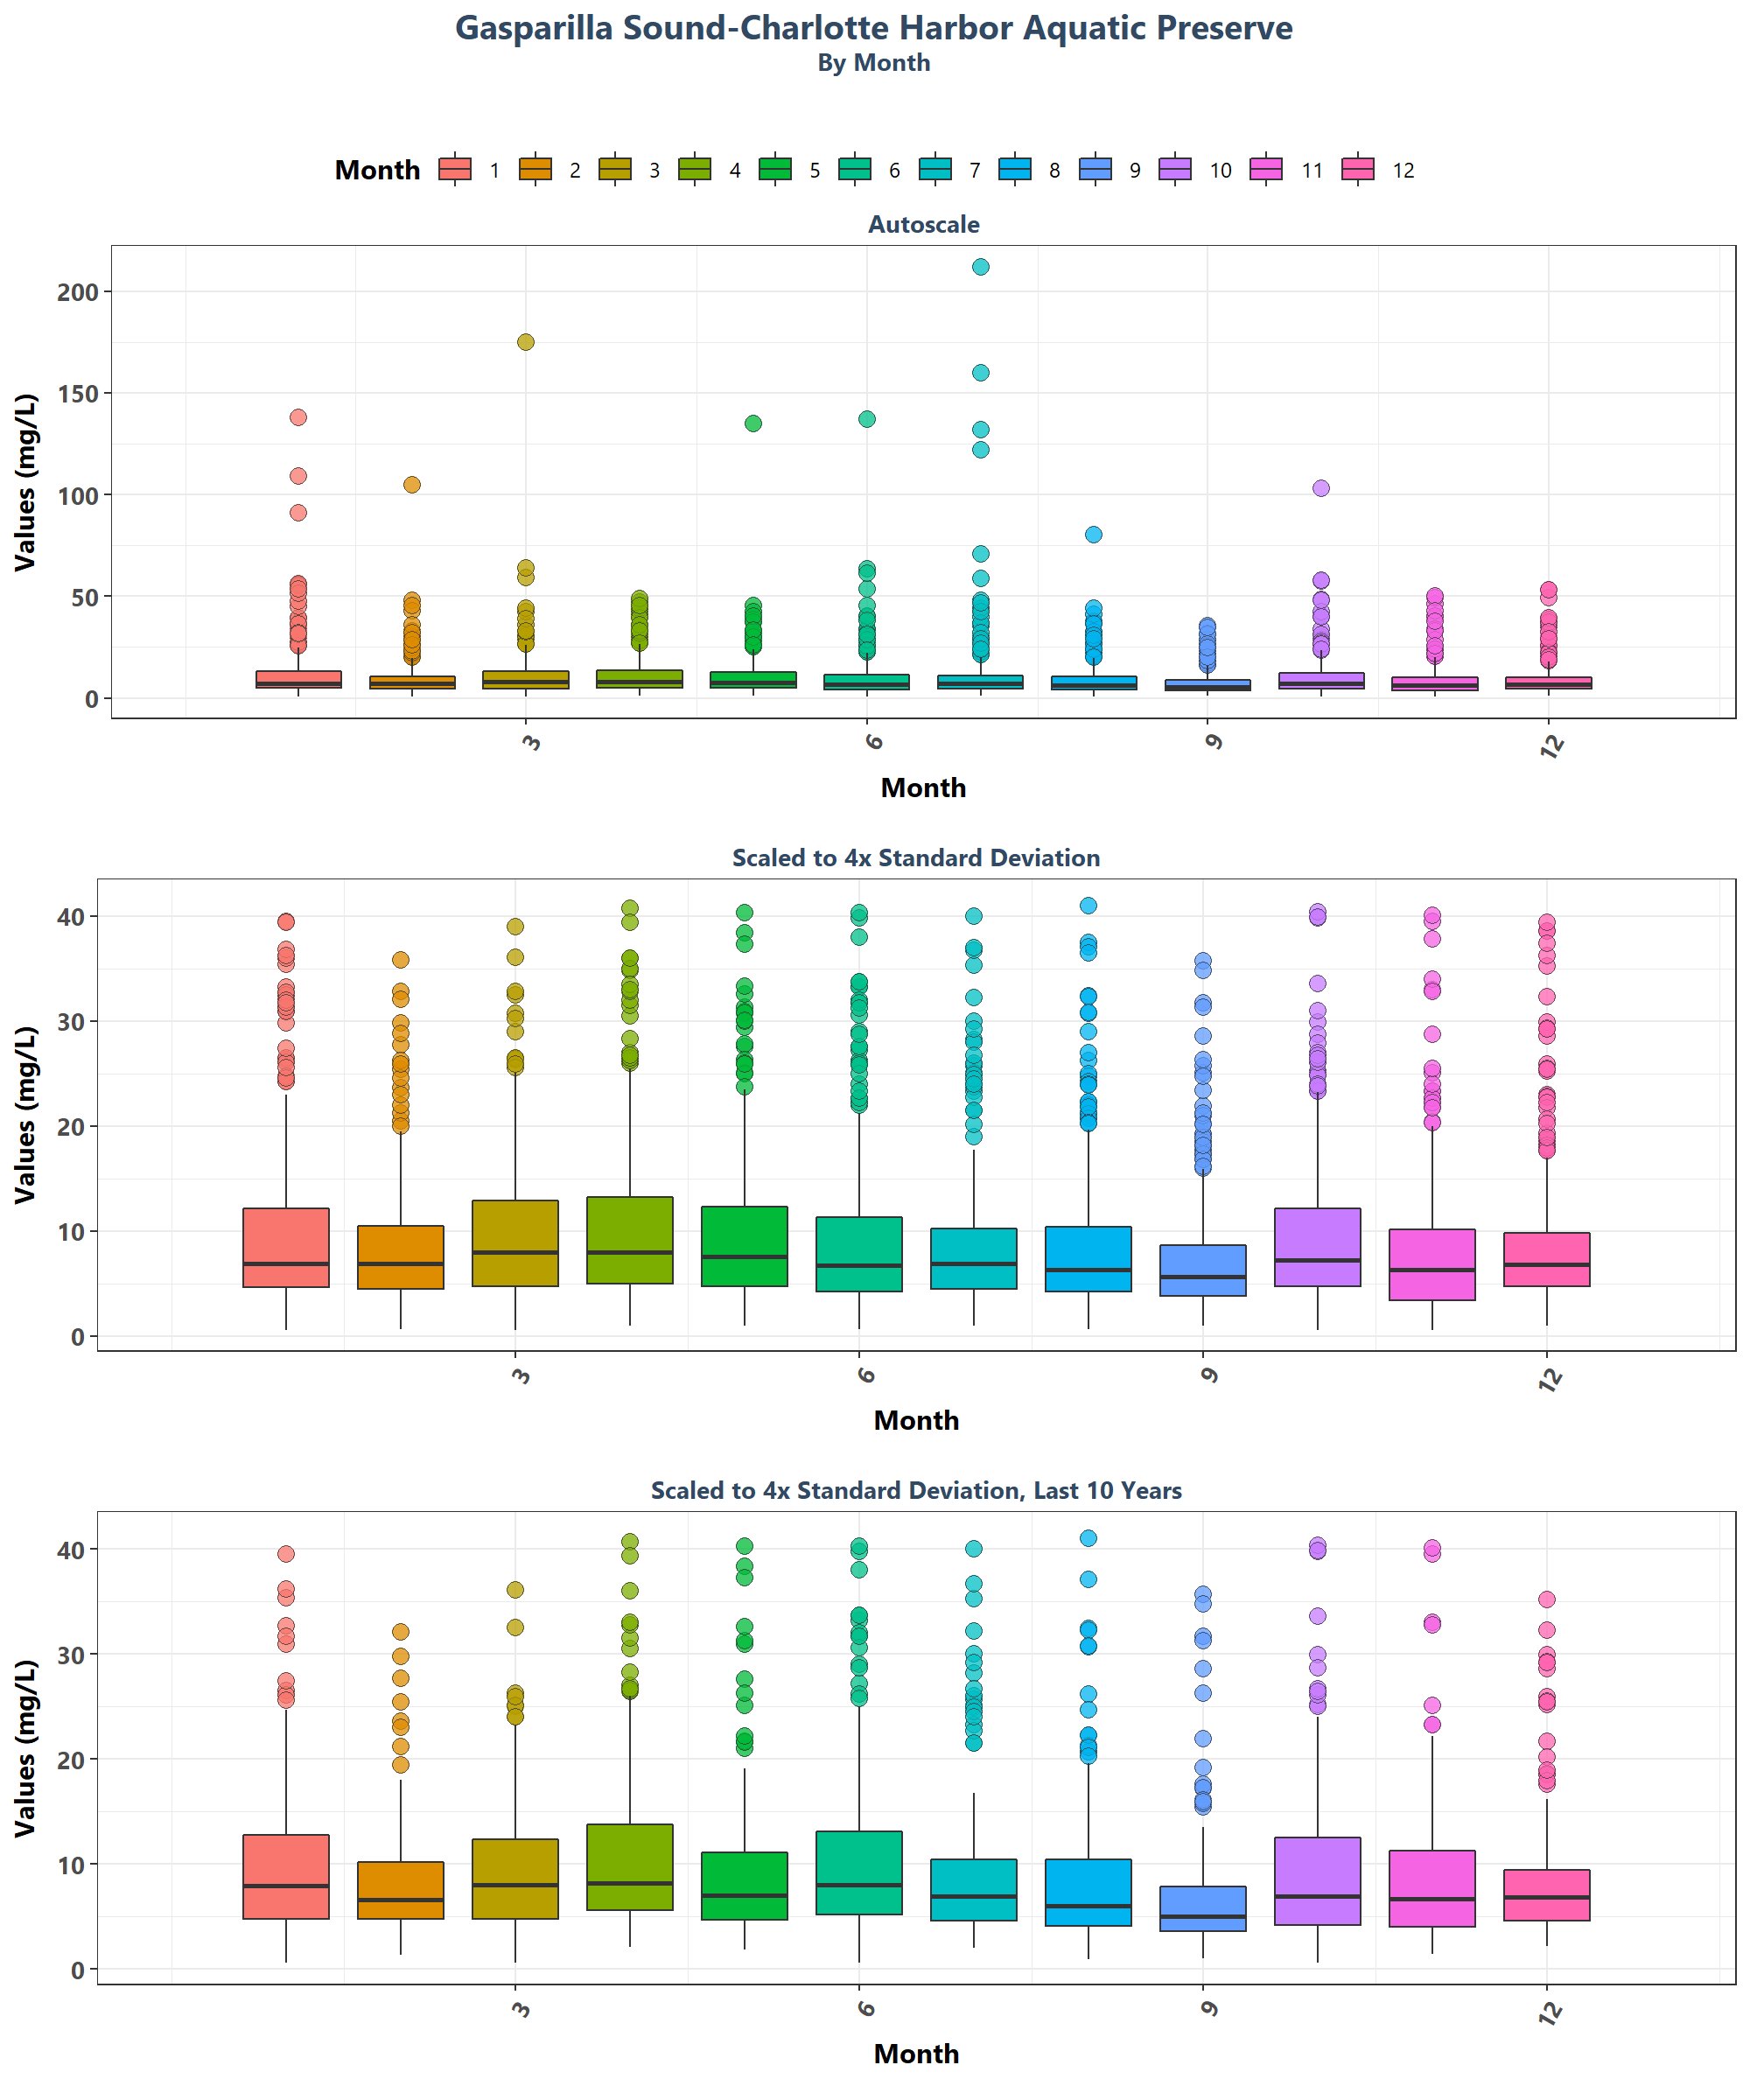 Gasparilla Sound-Charlotte Harbor Aquatic Preserve
By Month
Month 1 2 3 4 5 6 7 8 9 10 11 12
Autoscale
Values (mg/L)
200
150
100
50
0
3 6 9 12
Month
Scaled to 4x Standard Deviation
Values (mg/L)
40
30
20
10
0
3 6 9 12
Month
Scaled to 4x Standard Deviation, Last 10 Years
Values (mg/L)
40
30
20
10
0
3 6 9 12
Month